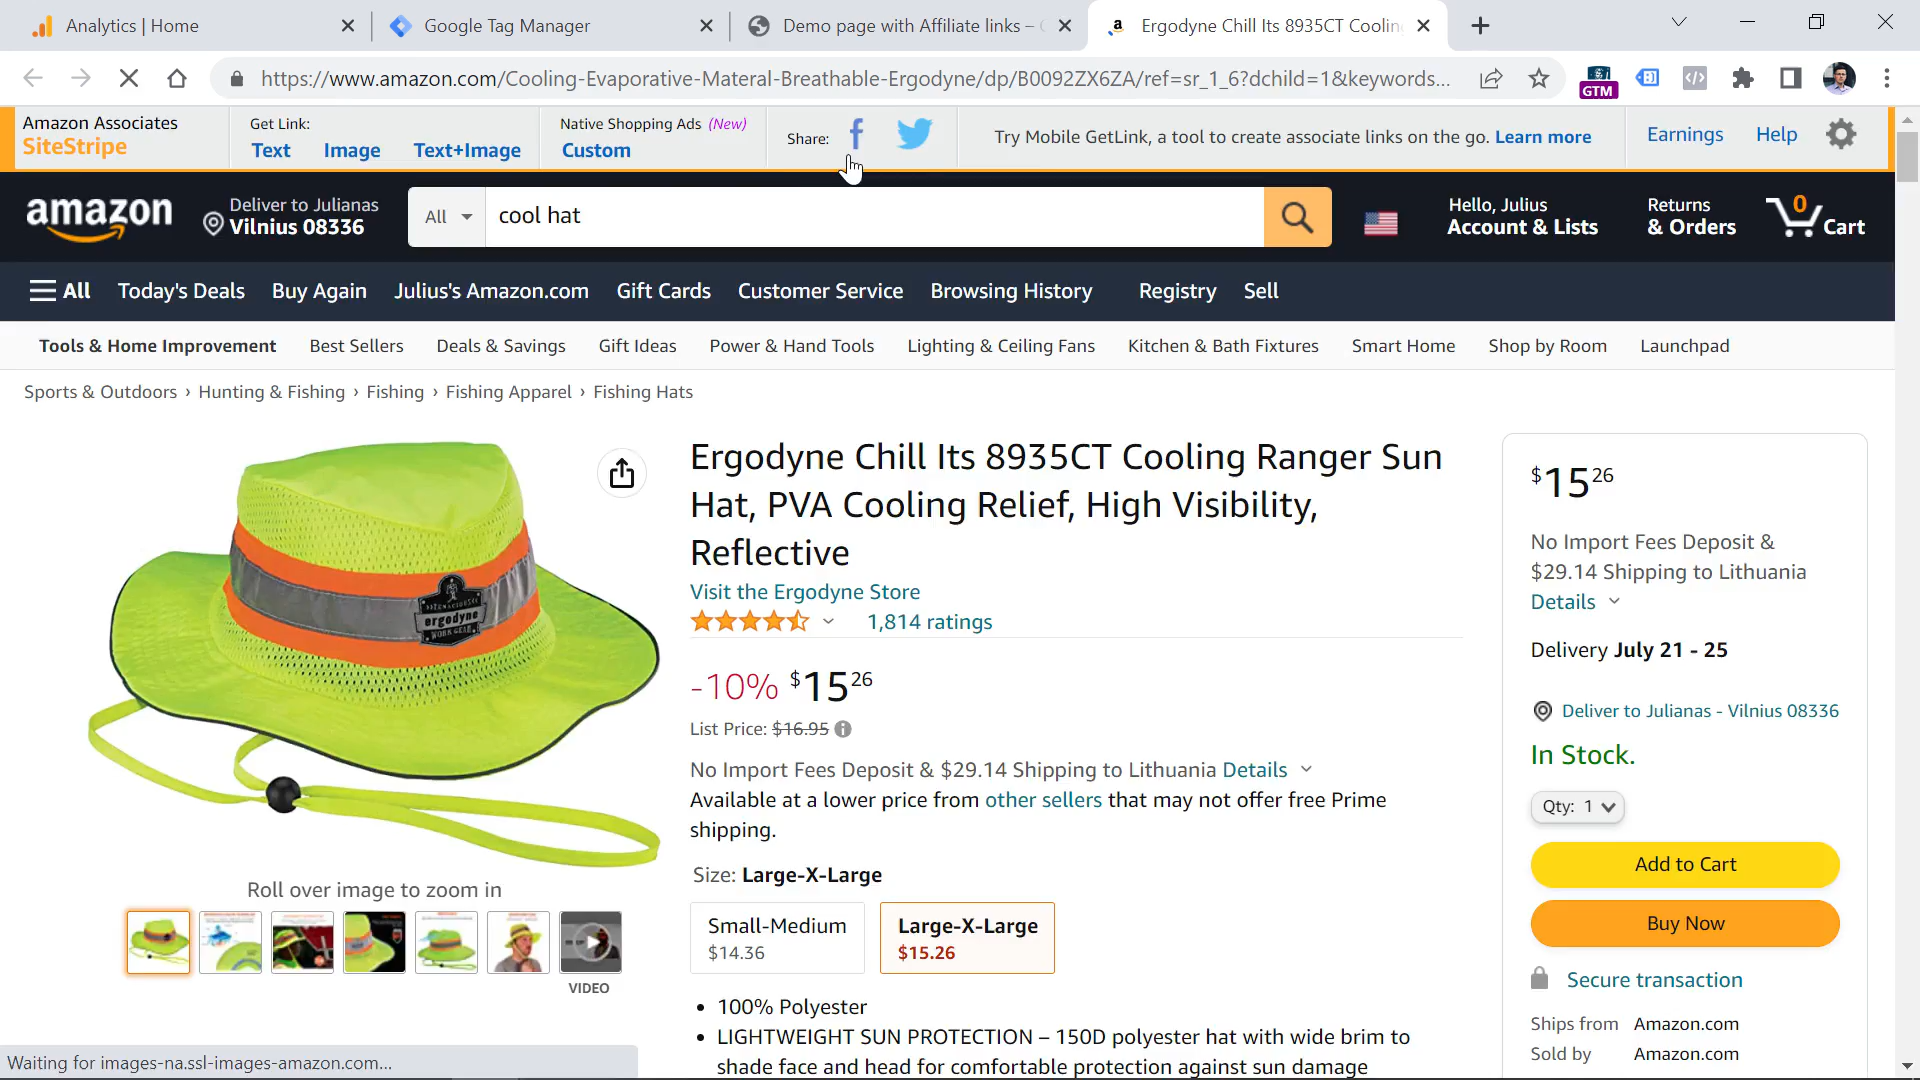 Analytics | Home
Google Tag Manager
Demo page with Affiliate links –
a Ergodyne Chill Its 8935CT Cooling
https://www.amazon.com/Cooling-Evaporative-Materal-Breathable-Ergodyne/dp/B0092ZX6ZA/ref=sr_1_6?dchild=1&keywords...
GTM
Amazon Associates
SiteStripe
Get Link:
Text Image Text+Image
Native Shopping Ads (New)
Custom
Share:
Try Mobile GetLink, a tool to create associate links on the go. Learn more
Earnings Help
amazon
Deliver to Julianas
Vilnius 08336
All
cool hat
Hello, Julius
Account & Lists
Returns
& Orders
0
Cart
All Today's Deals Buy Again Julius's Amazon.com Gift Cards Customer Service Browsing History Registry Sell
Tools & Home Improvement Best Sellers Deals & Savings Gift Ideas Power & Hand Tools Lighting & Ceiling Fans Kitchen & Bath Fixtures Smart Home Shop by Room Launchpad
Sports & Outdoors › Hunting & Fishing › Fishing › Fishing Apparel › Fishing Hats
ergodyne
WORK GEAR
Roll over image to zoom in
VIDEO
Ergodyne Chill Its 8935CT Cooling Ranger Sun
Hat, PVA Cooling Relief, High Visibility,
Reflective
Visit the Ergodyne Store
1,814 ratings
-10% $15 26
List Price: $16.95
No Import Fees Deposit & $29.14 Shipping to Lithuania Details
Available at a lower price from other sellers that may not offer free Prime
shipping.
Size: Large-X-Large
Small-Medium
$14.36
Large-X-Large
$15.26
• 100% Polyester
• LIGHTWEIGHT SUN PROTECTION – 150D polyester hat with wide brim to
shade face and head for comfortable protection against sun damage
$15 26
No Import Fees Deposit &
$29.14 Shipping to Lithuania
Details
Delivery July 21 - 25
Deliver to Julianas - Vilnius 08336
In Stock.
Qty: 1
Add to Cart
Buy Now
Secure transaction
Ships from Amazon.com
Sold by Amazon.com
Waiting for images-na.ssl-images-amazon.com...